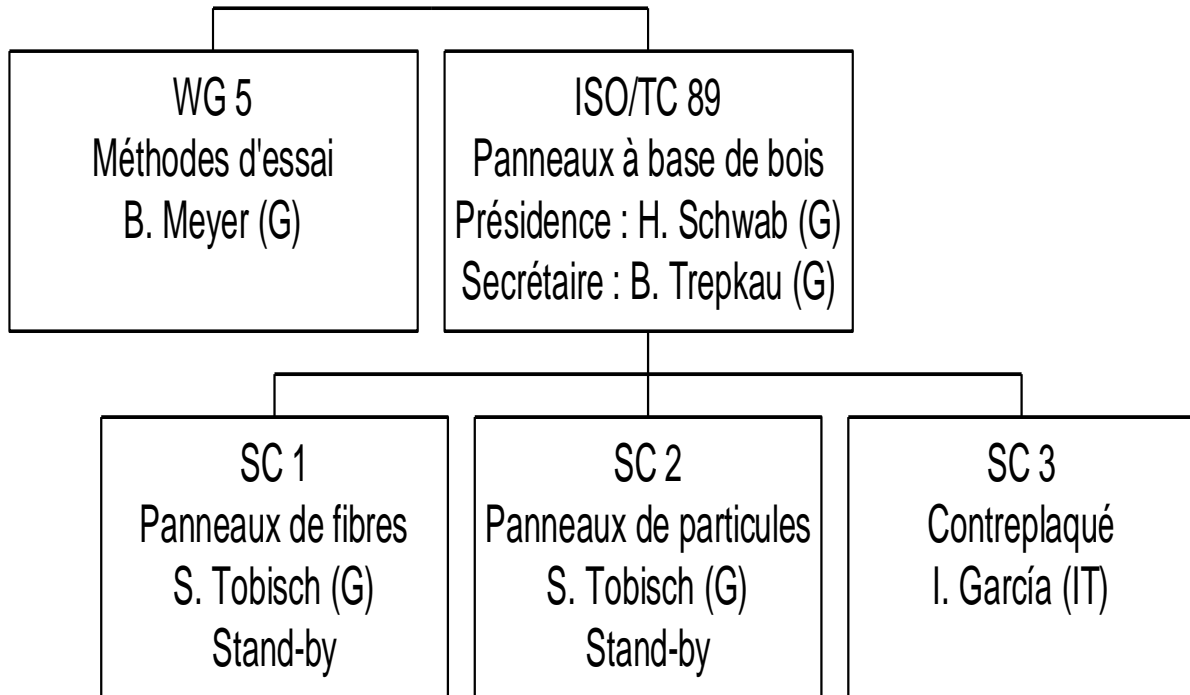 WG 5
Méthodes d'essai
B. Meyer (G)
ISO/TC 89
Panneaux à base de bois
Présidence : H. Schwab (G)
Secrétaire : B. Trepkau (G)
SC 1
Panneaux de fibres
S. Tobisch (G)
Stand-by
SC 2
Panneaux de particules
S. Tobisch (G)
Stand-by
SC 3
Contreplaqué
I. García (IT)